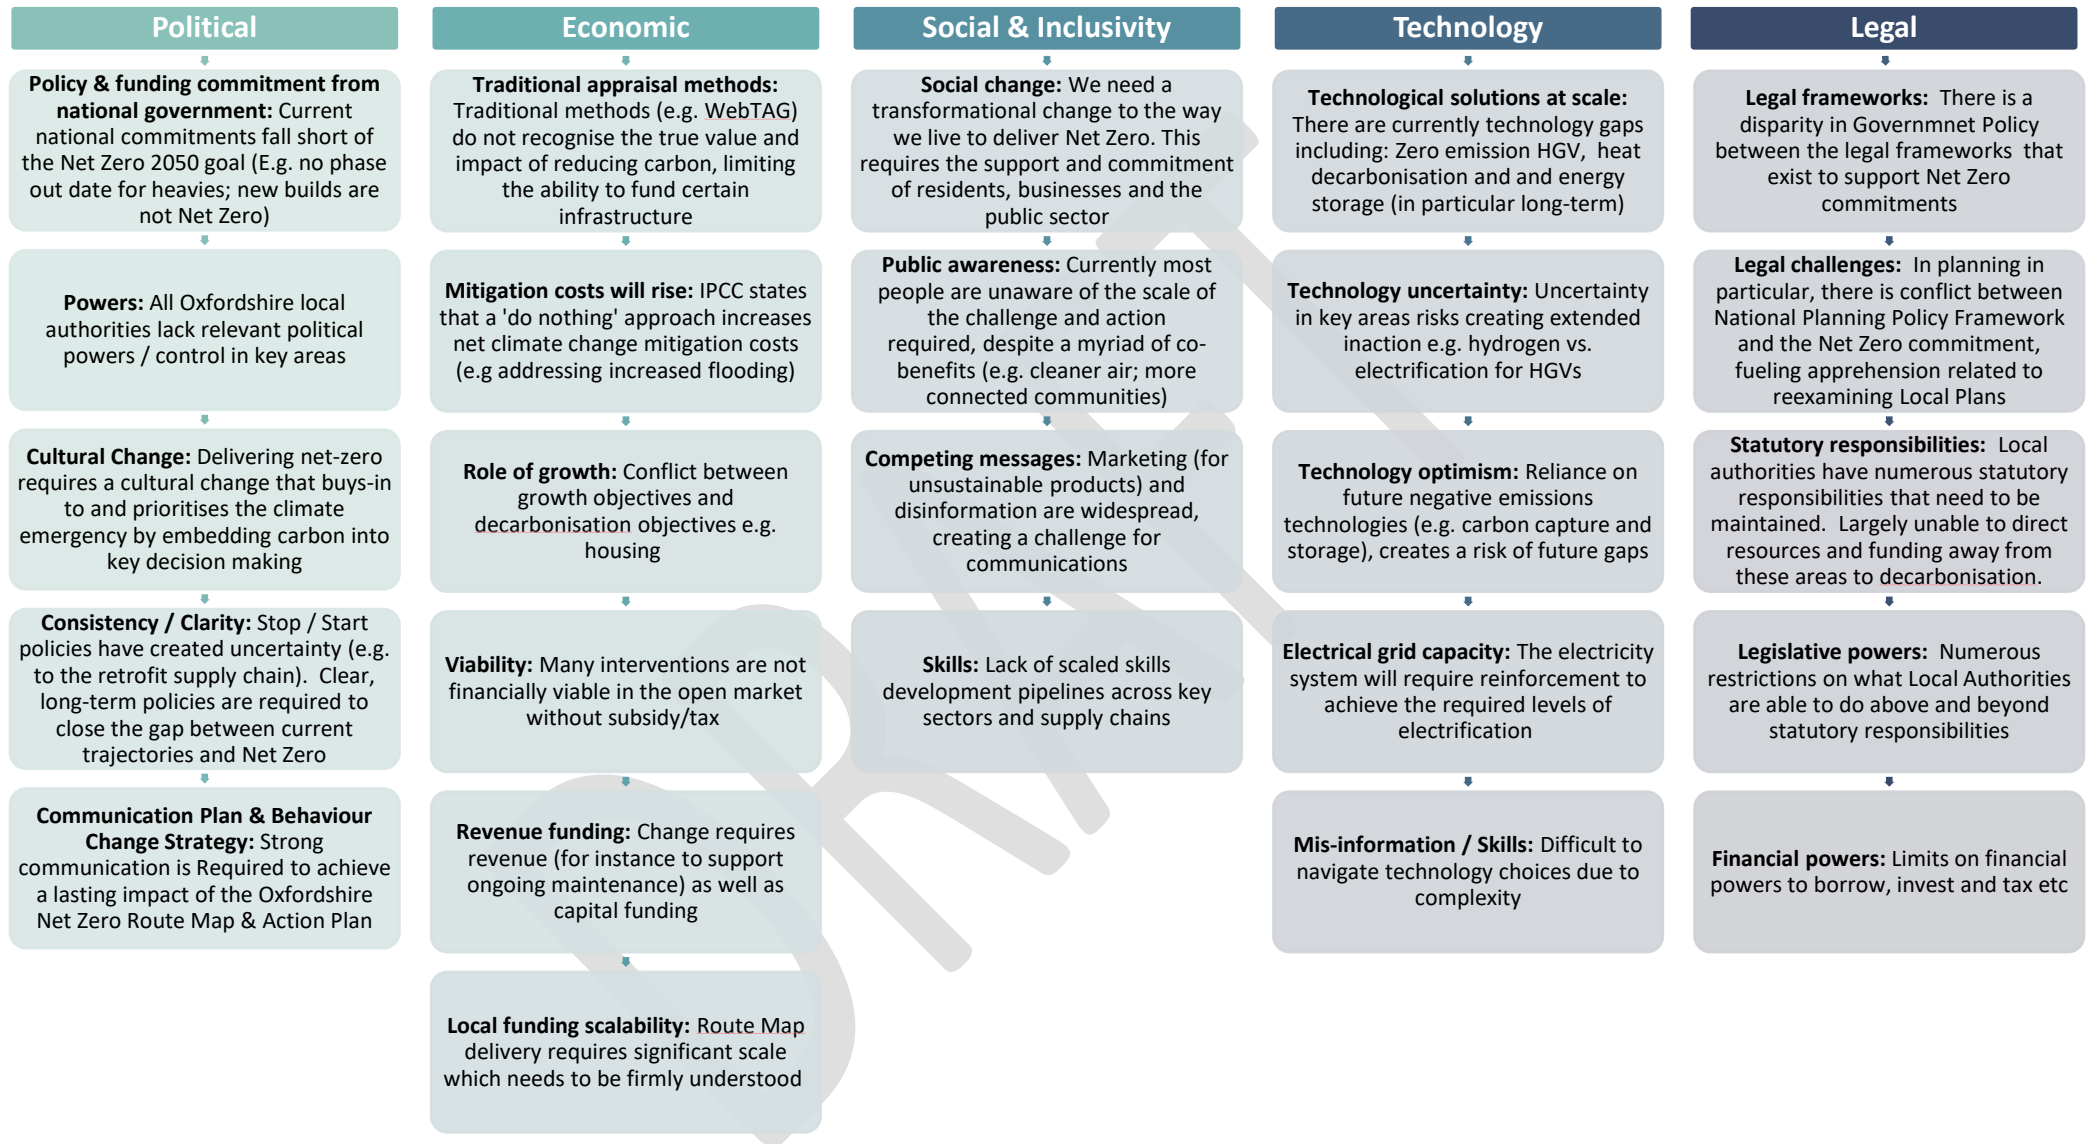 Political
Policy & funding commitment from
national government: Current
national commitments fall short of
the Net Zero 2050 goal (E.g. no phase
out date for heavies; new builds are
not Net Zero)
Powers: All Oxfordshire local
authorities lack relevant political
powers / control in key areas
Cultural Change: Delivering net-zero
requires a cultural change that buys-in
to and prioritises the climate
emergency by embedding carbon into
key decision making
Consistency / Clarity: Stop / Start
policies have created uncertainty (e.g.
to the retrofit supply chain). Clear,
long-term policies are required to
close the gap between current
trajectories and Net Zero
Communication Plan & Behaviour
Change Strategy: Strong
communication is Required to achieve
a lasting impact of the Oxfordshire
Net Zero Route Map & Action Plan
Economic
Traditional appraisal methods:
Traditional methods (e.g. WebTAG)
do not recognise the true value and
impact of reducing carbon, limiting
the ability to fund certain
infrastructure
Mitigation costs will rise: IPCC states
that a 'do nothing' approach increases
net climate change mitigation costs
(e.g addressing increased flooding)
Role of growth: Conflict between
growth objectives and
decarbonisation objectives e.g.
housing
Viability: Many interventions are not
financially viable in the open market
without subsidy/tax
Revenue funding: Change requires
revenue (for instance to support
ongoing maintenance) as well as
capital funding
Local funding scalability: Route Map
delivery requires significant scale
which needs to be firmly understood
Social & Inclusivity
Social change: We need a
transformational change to the way
we live to deliver Net Zero. This
requires the support and commitment
of residents, businesses and the
public sector
Public awareness: Currently most
people are unaware of the scale of
the challenge and action
required, despite a myriad of co-
benefits (e.g. cleaner air; more
connected communities)
Competing messages: Marketing (for
unsustainable products) and
disinformation are widespread,
creating a challenge for
communications
Skills: Lack of scaled skills
development pipelines across key
sectors and supply chains
Technology
Technological solutions at scale:
There are currently technology gaps
including: Zero emission HGV, heat
decarbonisation and and energy
storage (in particular long-term)
Technology uncertainty: Uncertainty
in key areas risks creating extended
inaction e.g. hydrogen vs.
electrification for HGVs
Technology optimism: Reliance on
future negative emissions
technologies (e.g. carbon capture and
storage), creates a risk of future gaps
Electrical grid capacity: The electricity
system will require reinforcement to
achieve the required levels of
electrification
Mis-information / Skills: Difficult to
navigate technology choices due to
complexity
Legal
Legal frameworks: There is a
disparity in Governmnet Policy
between the legal frameworks that
exist to support Net Zero
commitments
Legal challenges: In planning in
particular, there is conflict between
National Planning Policy Framework
and the Net Zero commitment,
fueling apprehension related to
reexamining Local Plans
Statutory responsibilities: Local
authorities have numerous statutory
responsibilities that need to be
maintained. Largely unable to direct
resources and funding away from
these areas to decarbonisation.
Legislative powers: Numerous
restrictions on what Local Authorities
are able to do above and beyond
statutory responsibilities
Financial powers: Limits on financial
powers to borrow, invest and tax etc
DRAFT